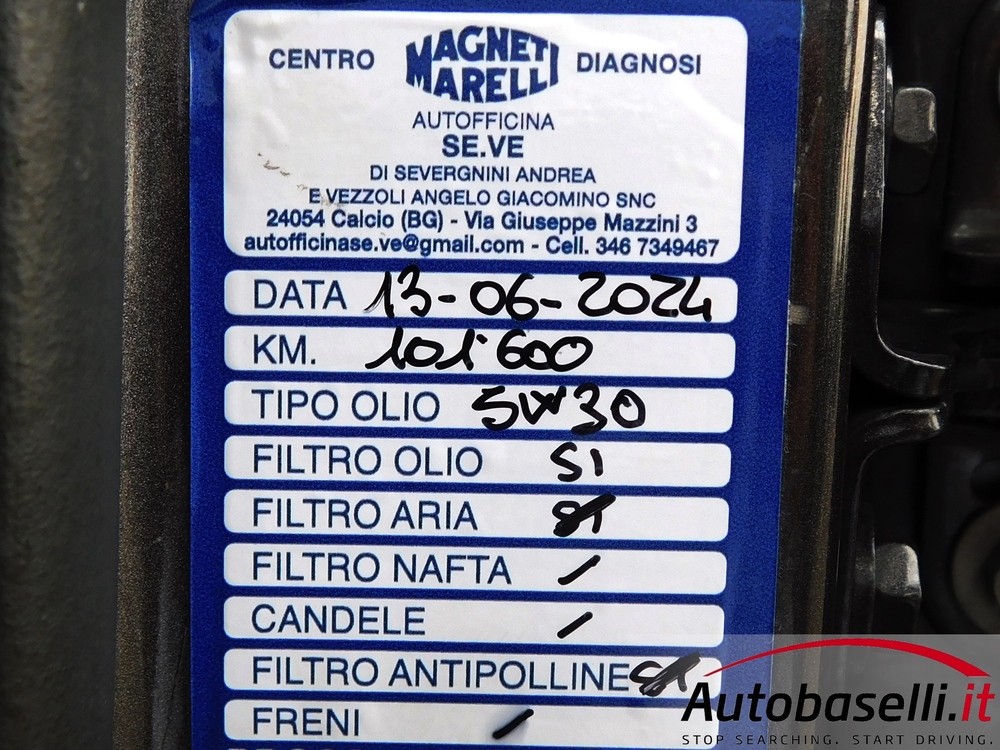 CENTRO MAGNETI MARELLI DIAGNOSI
AUTOFFICINA
SE.VE
DI SEVERGNINI ANDREA
E VEZZOLI ANGELO GIACOMINO SNC
24054 Calcio (BG) - Via Giuseppe Mazzini 3
autofficinase.ve@gmail.com - Cell. 346 7349467
DATA 13-06-2024
KM. 101·600
TIPO OLIO 5W30
FILTRO OLIO SI
FILTRO ARIA
FILTRO NAFTA /
CANDELE /
FILTRO ANTIPOLLINE
FRENI /
Autobaselli.it
STOP SEARCHING. START DRIVING.